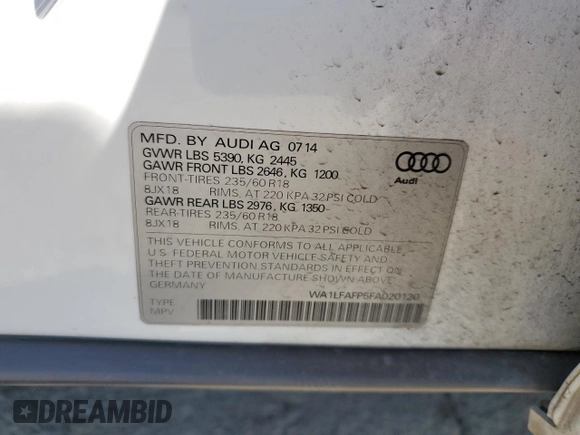 MFD. BY AUDI AG 0714
GVWR LBS 5390, KG 2445
GAWR FRONT LBS 2646, KG 1200
FRONT-TIRES 235/60 R18
8JX18 RIMS. AT 220 KPA 32 PSI COLD
GAWR REAR LBS 2976, KG 1350
REAR-TIRES 235/60 R18
8JX18 RIMS. AT 220 KPA 32 PSI COLD
THIS VEHICLE CONFORMS TO ALL APPLICABLE
U.S. FEDERAL MOTOR VEHICLE SAFETY AND
THEFT PREVENTION STANDARDS IN EFFECT ON
THE DATE OF MANUFACTURE SHOWN ABOVE
WA1LFAFP5FA020130
TYPE
MPV
Audi
DREAMBID